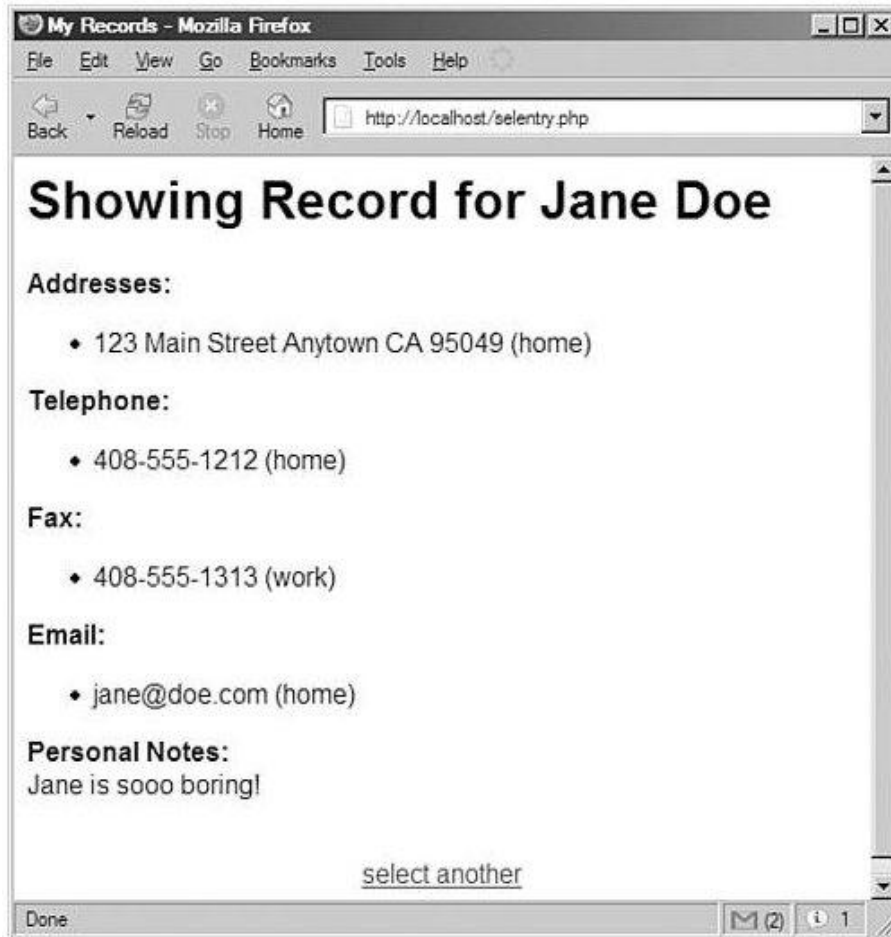 My Records - Mozilla Firefox
File Edit View Go Bookmarks Tools Help
Back Reload Stop Home http://localhost/selentry.php
Showing Record for Jane Doe
Addresses:
• 123 Main Street Anytown CA 95049 (home)
Telephone:
• 408-555-1212 (home)
Fax:
• 408-555-1313 (work)
Email:
• jane@doe.com (home)
Personal Notes:
Jane is sooo boring!
select another
Done (2) 1